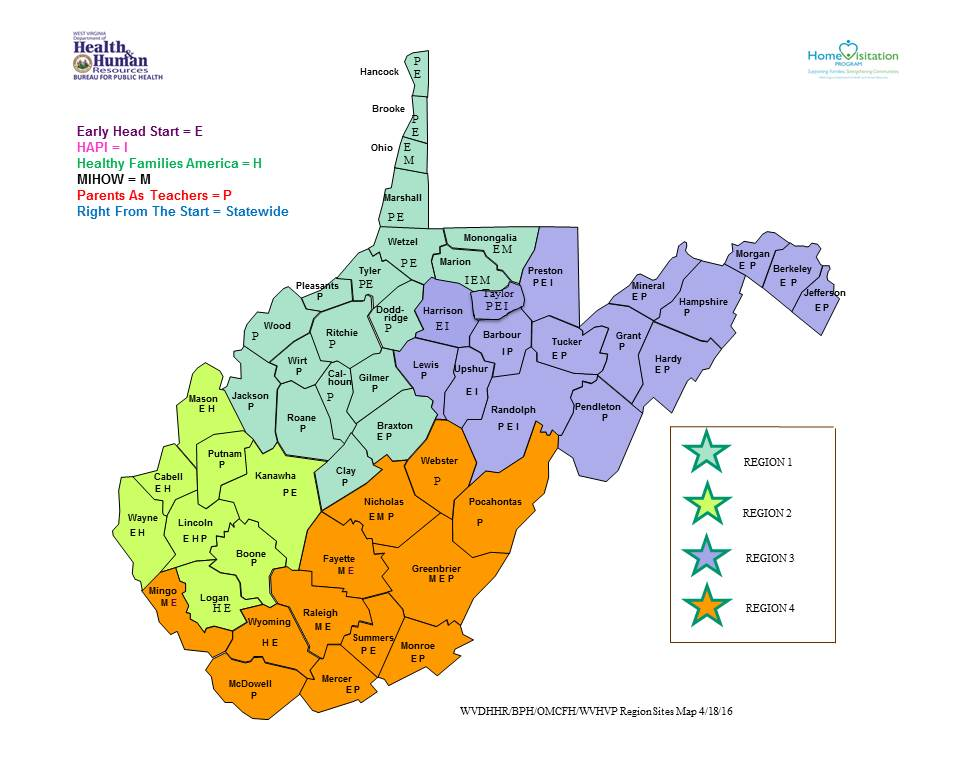 WEST VIRGINIA
Department of
Health &
Human
Resources
BUREAU FOR PUBLIC HEALTH
Home Visitation
PROGRAM
Supporting Families, Strengthening Communities
Early Head Start = E
HAPI = I
Healthy Families America = H
MIHOW = M
Parents As Teachers = P
Right From The Start = Statewide
Hancock
P
E
Brooke
P
E
Ohio
E
M
Marshall
P E
Wetzel
P E
Monongalia
E M
Marion
I E M
Preston
P E I
Taylor
P E I
Tyler
P E
Pleasants
P
Dodd-
ridge
P
Harrison
E I
Barbour
I P
Tucker
E P
Mineral
E P
Hampshire
P
Morgan
E P
Berkeley
E P
Jefferson
E P
Grant
P
Hardy
E P
Pendleton
P
Wood
P
Ritchie
P
Wirt
P
Cal-
houn
P
Gilmer
P
Lewis
P
Upshur
E I
Randolph
P E I
Jackson
P
Roane
P
Braxton
E P
Clay
P
Mason
E H
Putnam
P
Kanawha
P E
Cabell
E H
Wayne
E H
Lincoln
E H P
Boone
P
Logan
H E
Mingo
M E
Webster
P
Nicholas
E M P
Pocahontas
P
Fayette
M E
Greenbrier
M E P
Raleigh
M E
Wyoming
H E
Summers
P E
Monroe
E P
Mercer
E P
McDowell
P
REGION 1
REGION 2
REGION 3
REGION 4
WVDHHR/BPH/OMCFH/WVHVP RegionSites Map 4/18/16